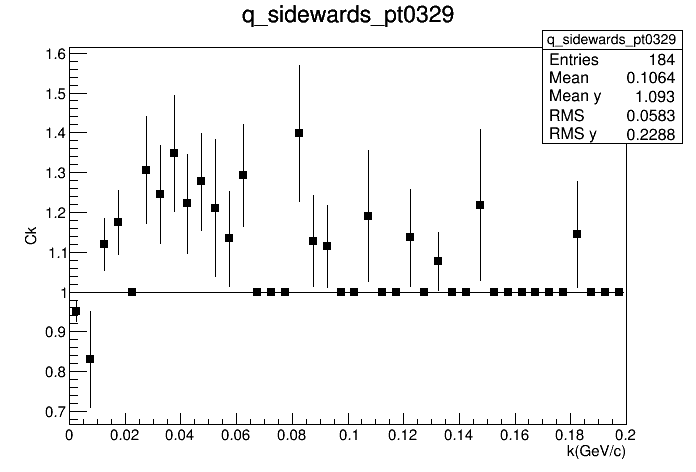 q_sidewards_pt0329
q_sidewards_pt0329
Entries 184
Mean 0.1064
Mean y 1.093
RMS 0.0583
RMS y 0.2288
Ck
1.6
1.5
1.4
1.3
1.2
1.1
1
0.9
0.8
0.7
0 0.02 0.04 0.06 0.08 0.1 0.12 0.14 0.16 0.18 0.2
k(GeV/c)